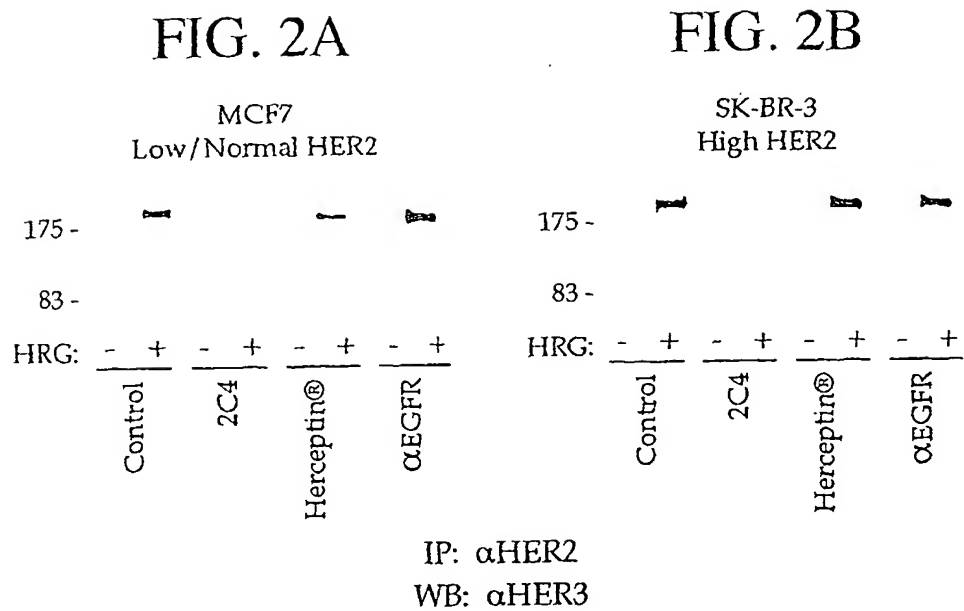 FIG. 2A
MCF7
Low/Normal HER2
175 -
83 -
HRG: - + - + - + - +
Control
2C4
Herceptin®
αEGFR
FIG. 2B
SK-BR-3
High HER2
175 -
83 -
HRG: - + - + - + - +
Control
2C4
Herceptin®
αEGFR
IP: αHER2
WB: αHER3